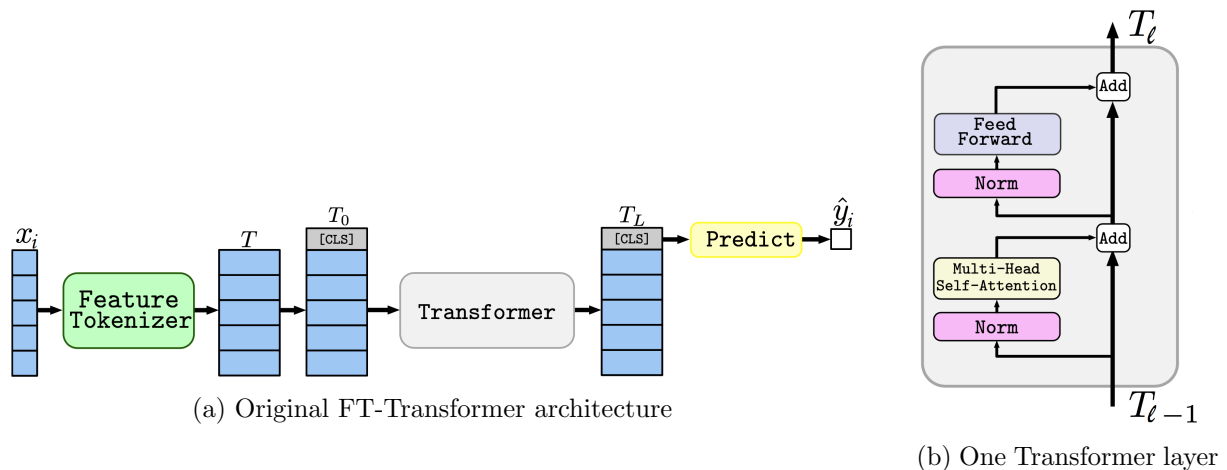 x_i
Feature
Tokenizer
T
T_0
[CLS]
Transformer
T_L
[CLS]
Predict
ŷ_i
(a) Original FT-Transformer architecture
T_ℓ
Add
Feed
Forward
Norm
Add
Multi-Head
Self-Attention
Norm
T_{ℓ-1}
(b) One Transformer layer